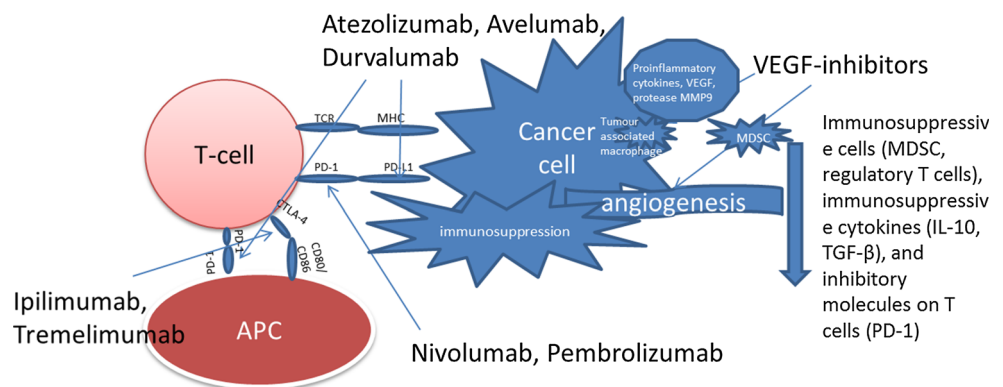 Atezolizumab, Avelumab,
Durvalumab
VEGF-inhibitors
Proinflammatory
cytokines, VEGF,
protease MMP9
TCR
MHC
T-cell
Cancer
cell
Tumour
associated
macrophage
MDSC
PD-1
PD-L1
CTLA-4
angiogenesis
immunosuppression
PD-1
PD-1
CD80/
CD86
Immunosuppressiv
e cells (MDSC,
regulatory T cells),
immunosuppressiv
e cytokines (IL-10,
TGF-β), and
inhibitory
molecules on T
cells (PD-1)
Ipilimumab,
Tremelimumab
APC
Nivolumab, Pembrolizumab